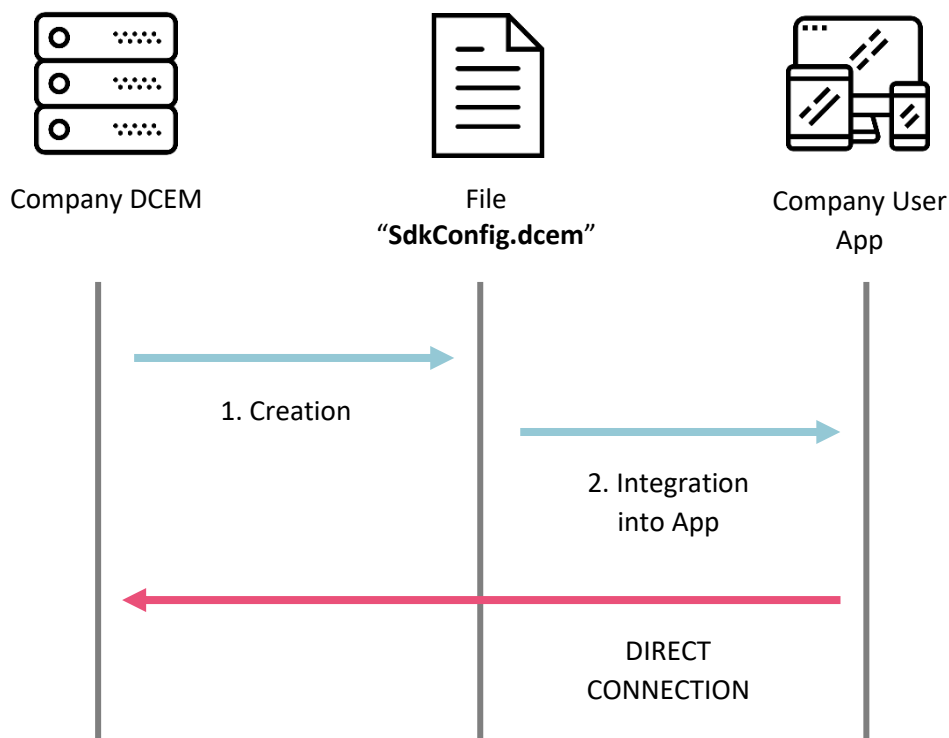 Company DCEM
File
“SdkConfig.dcem”
Company User
App
1. Creation
2. Integration
into App
DIRECT
CONNECTION